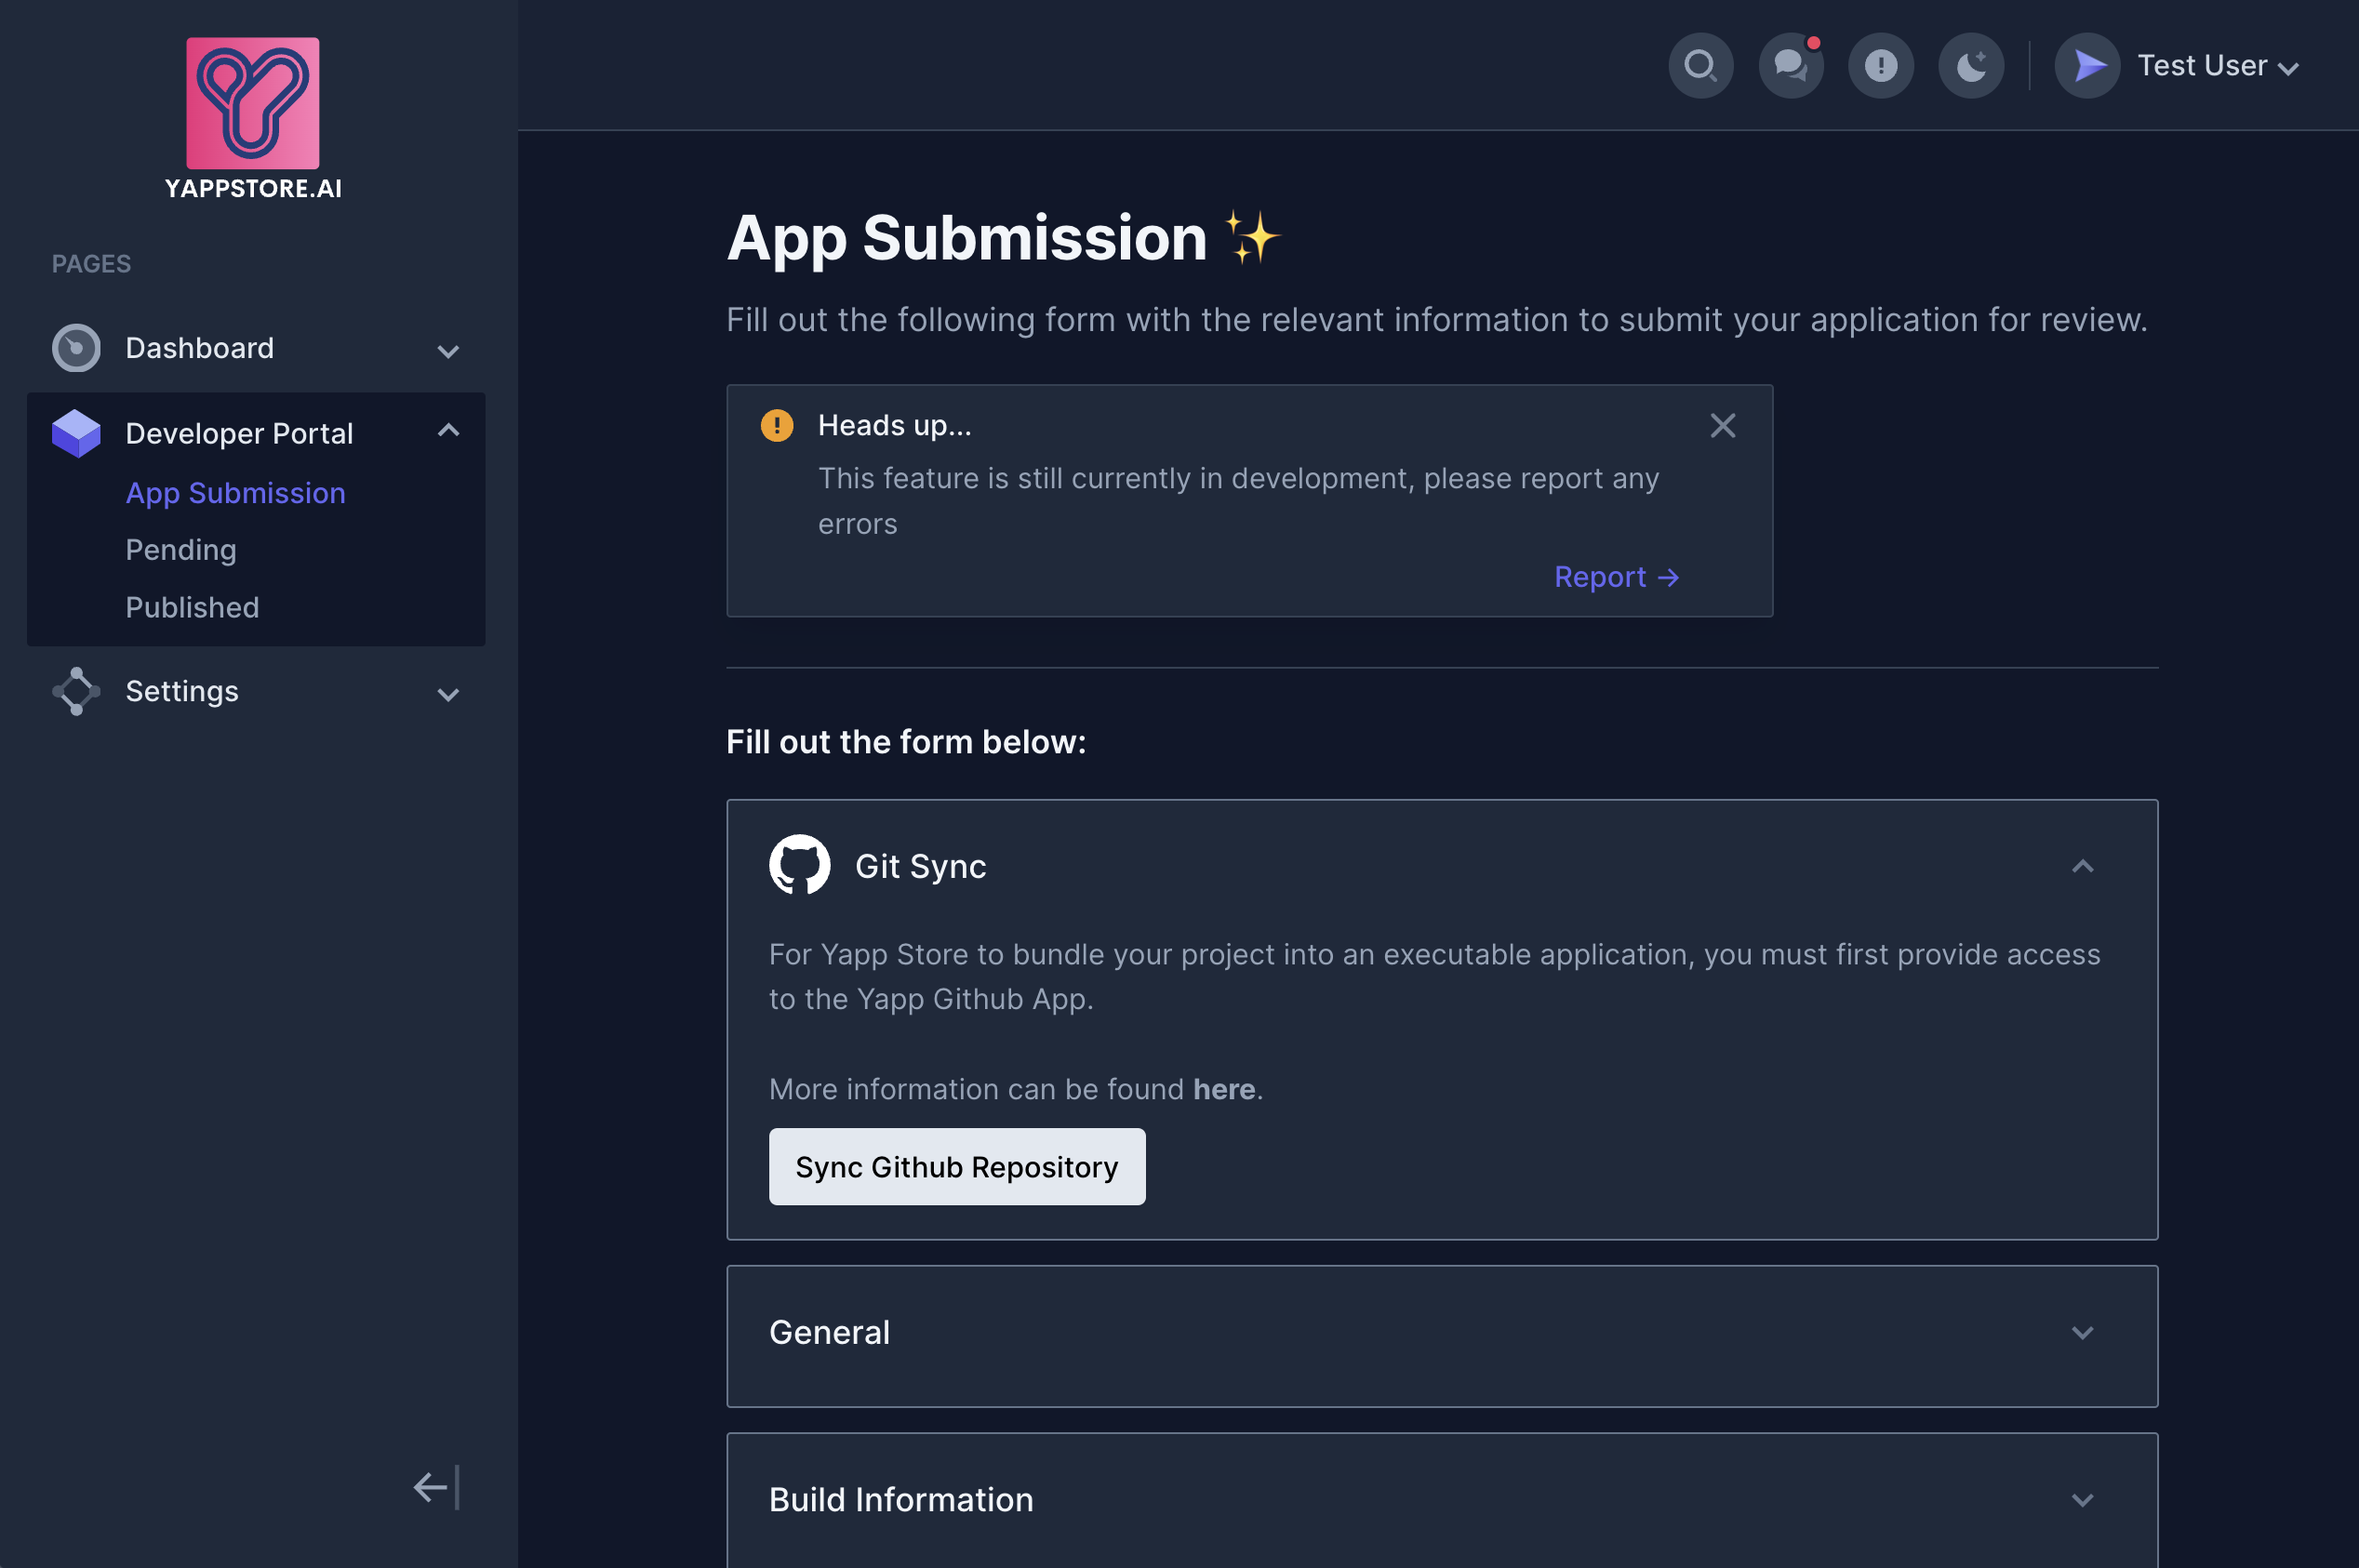 YAPPSTORE.AI
PAGES
Dashboard
Developer Portal
App Submission
Pending
Published
Settings
Test User
App Submission ✨
Fill out the following form with the relevant information to submit your application for review.
Heads up...
This feature is still currently in development, please report any
errors
Report →
Fill out the form below:
Git Sync
For Yapp Store to bundle your project into an executable application, you must first provide access
to the Yapp Github App.
More information can be found here.
Sync Github Repository
General
Build Information